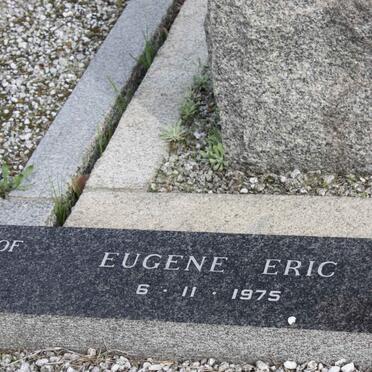 OF EUGENE ERIC
6 · 11 · 1975